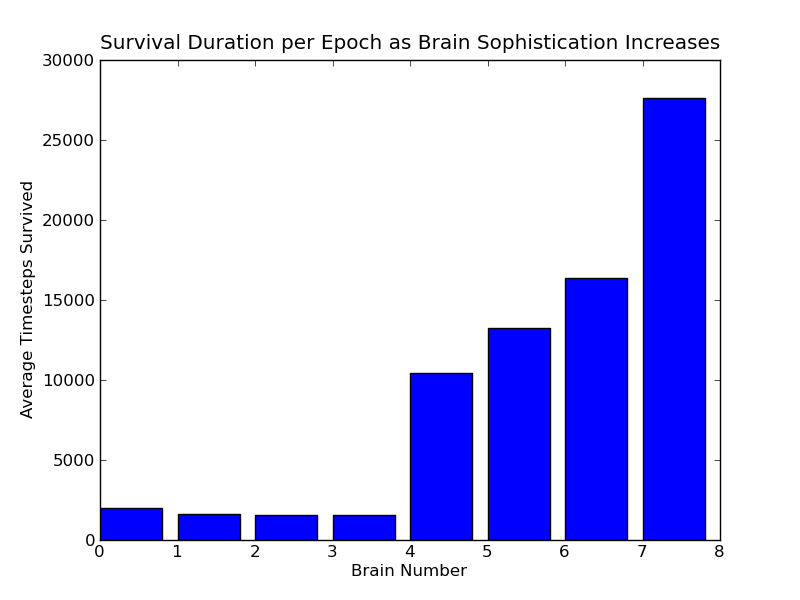 Survival Duration per Epoch as Brain Sophistication Increases
30000
25000
20000
15000
10000
5000
0
0 1 2 3 4 5 6 7 8
Average Timesteps Survived
Brain Number